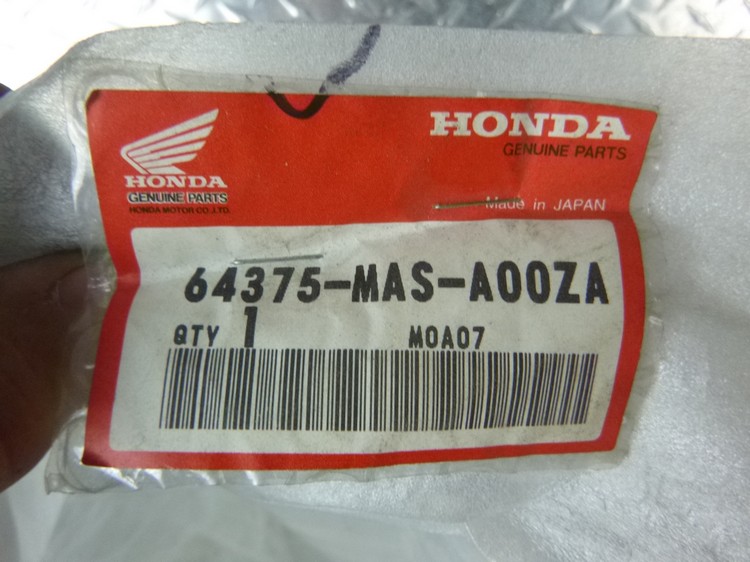 HONDA
GENUINE PARTS
HONDA
GENUINE PARTS
HONDA MOTOR CO.,LTD.
Made in JAPAN
64375-MAS-A00ZA
QTY 1 M0A07